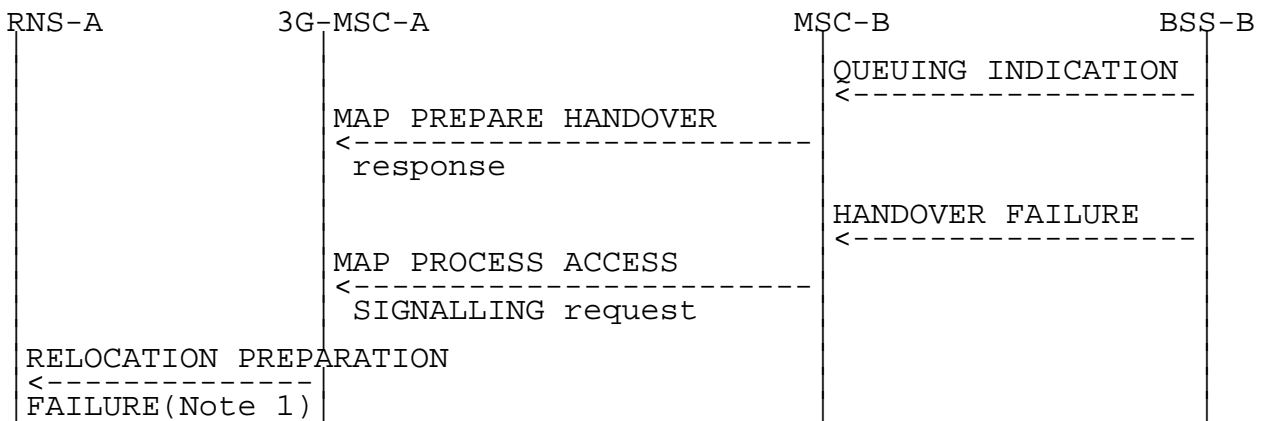 RNS-A 3G-MSC-A MSC-B BSS-B
QUEUING INDICATION
MAP PREPARE HANDOVER
response
HANDOVER FAILURE
MAP PROCESS ACCESS
SIGNALLING request
RELOCATION PREPARATION
FAILURE(Note 1)